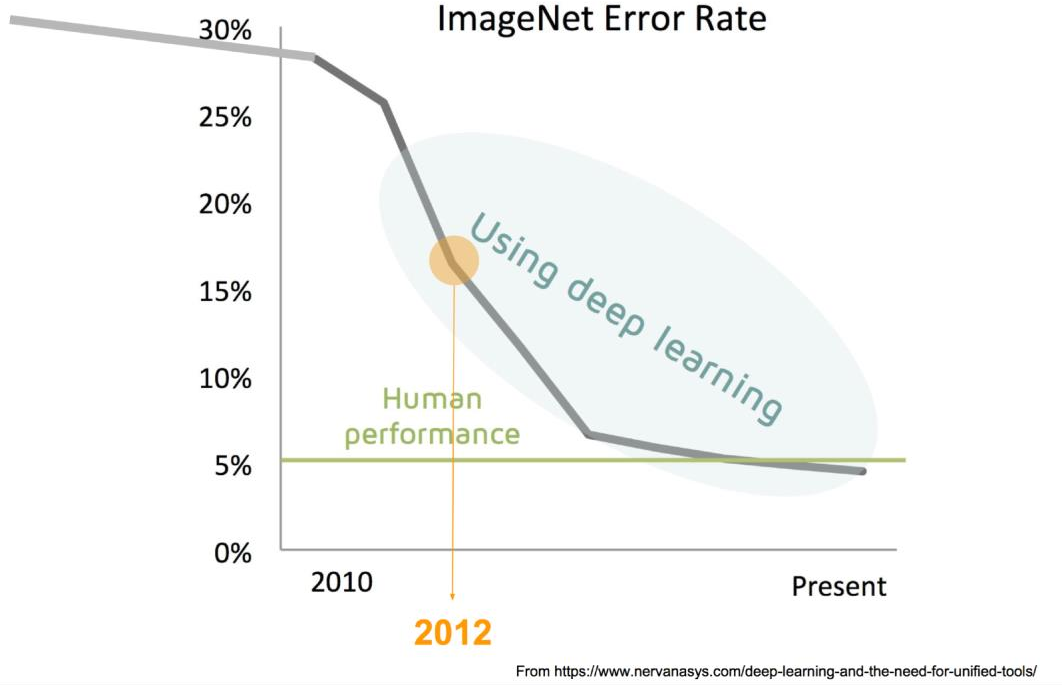 ImageNet Error Rate
30%
25%
20%
15%
10%
5%
0%
Using deep learning
Human
performance
2010
Present
2012
From https://www.nervanasys.com/deep-learning-and-the-need-for-unified-tools/